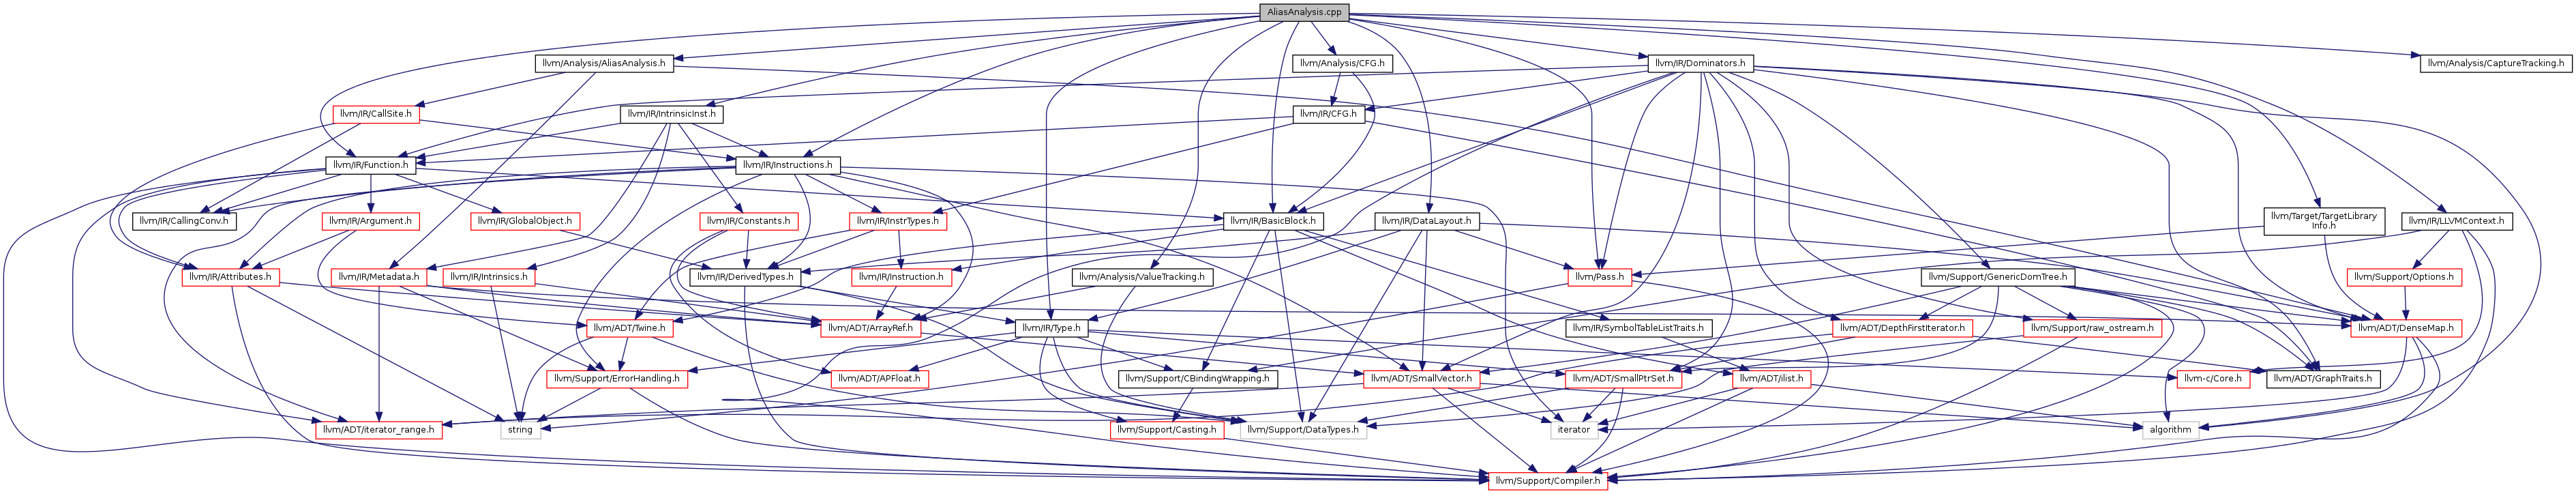 AliasAnalysis.cpp
llvm/Analysis/AliasAnalysis.h
llvm/Analysis/CFG.h
llvm/IR/Dominators.h
llvm/Analysis/CaptureTracking.h
llvm/IR/CallSite.h
llvm/IR/IntrinsicInst.h
llvm/IR/CFG.h
llvm/IR/Function.h
llvm/IR/Instructions.h
llvm/IR/CallingConv.h
llvm/IR/Argument.h
llvm/IR/GlobalObject.h
llvm/IR/Constants.h
llvm/IR/InstrTypes.h
llvm/IR/BasicBlock.h
llvm/IR/DataLayout.h
llvm/Target/TargetLibrary
Info.h
llvm/IR/LLVMContext.h
llvm/IR/Attributes.h
llvm/IR/Metadata.h
llvm/IR/Intrinsics.h
llvm/IR/DerivedTypes.h
llvm/IR/Instruction.h
llvm/Analysis/ValueTracking.h
llvm/Pass.h
llvm/Support/GenericDomTree.h
llvm/Support/Options.h
llvm/ADT/Twine.h
llvm/ADT/ArrayRef.h
llvm/IR/Type.h
llvm/IR/SymbolTableListTraits.h
llvm/ADT/DepthFirstIterator.h
llvm/Support/raw_ostream.h
llvm/ADT/DenseMap.h
llvm/Support/ErrorHandling.h
llvm/ADT/APFloat.h
llvm/ADT/SmallVector.h
llvm/Support/CBindingWrapping.h
llvm/ADT/SmallPtrSet.h
llvm/ADT/ilist.h
llvm-c/Core.h
llvm/ADT/GraphTraits.h
llvm/ADT/iterator_range.h
string
llvm/Support/Casting.h
llvm/Support/DataTypes.h
iterator
algorithm
llvm/Support/Compiler.h